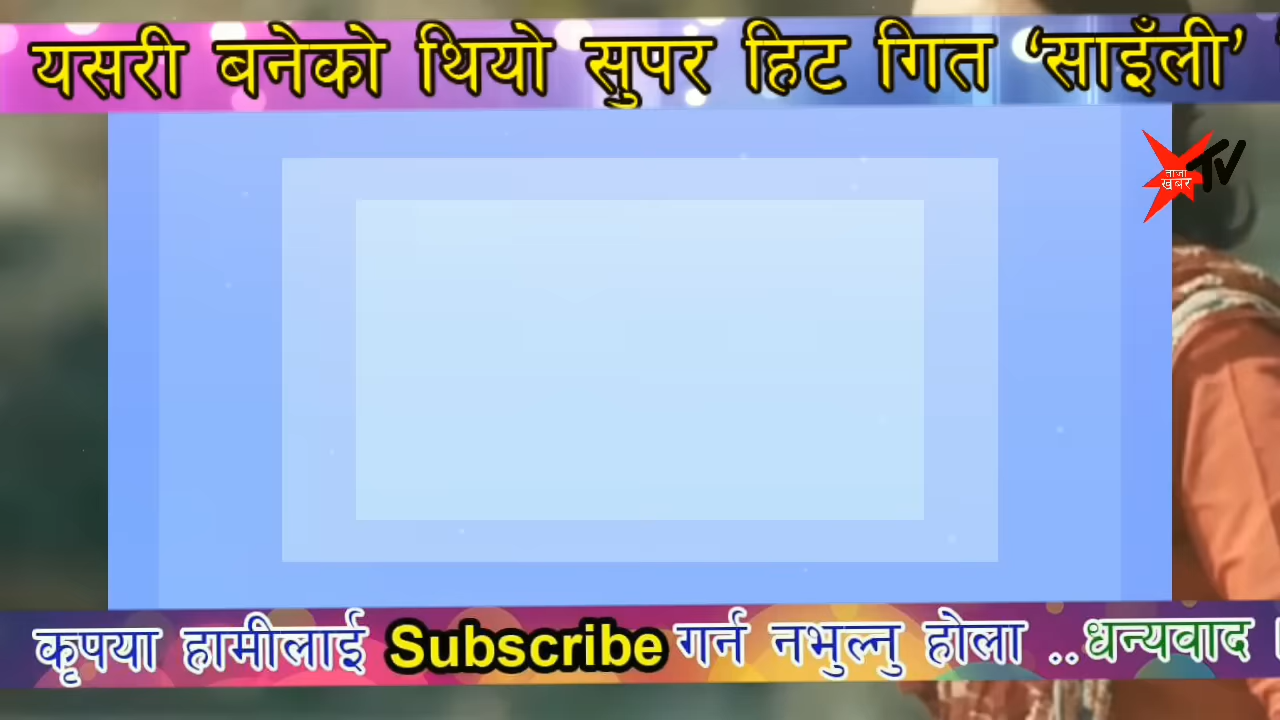 यसरी बनेको थियो सुपर हिट गित ‘साइँली’
ताजा
खबर TV
कृपया हामीलाई Subscribe गर्न नभुल्नु होला ..धन्यवाद